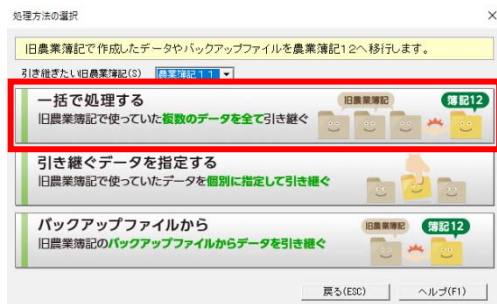 処理方法の選択
旧農業簿記で作成したデータやバックアップファイルを農業簿記12へ移行します。
引き継ぎたい旧農業簿記(S) 農業簿記11
一括で処理する
旧農業簿記で使っていた複数のデータを全て引き継ぐ
旧農業簿記 簿記12
引き継ぐデータを指定する
旧農業簿記で使っていたデータを個別に指定して引き継ぐ
バックアップファイルから
旧農業簿記のバックアップファイルからデータを引き継ぐ
旧農業簿記 簿記12
戻る(ESC) ヘルプ(F1)